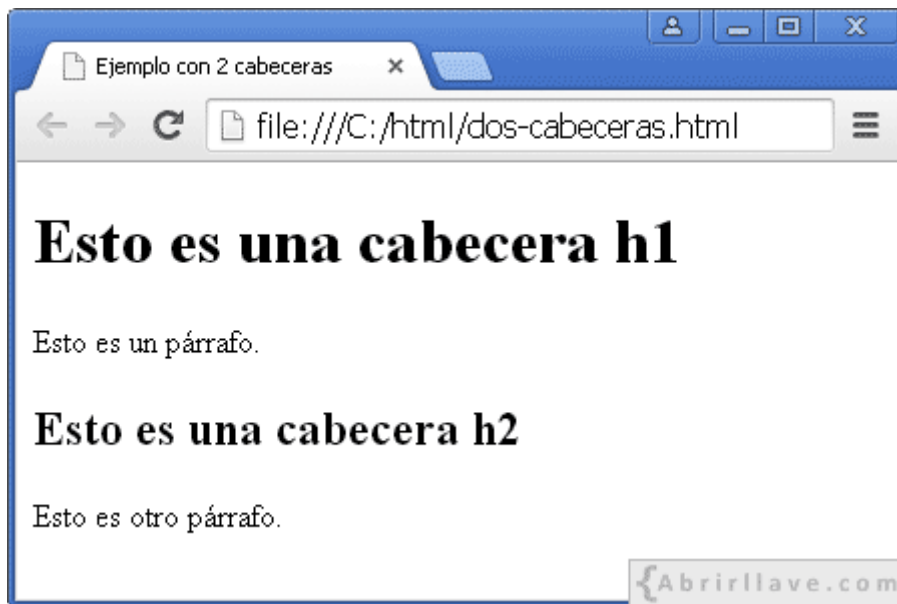 Ejemplo con 2 cabeceras
file:///C:/html/dos-cabeceras.html
Esto es una cabecera h1
Esto es un párrafo.
Esto es una cabecera h2
Esto es otro párrafo.
{Abrirllave.com